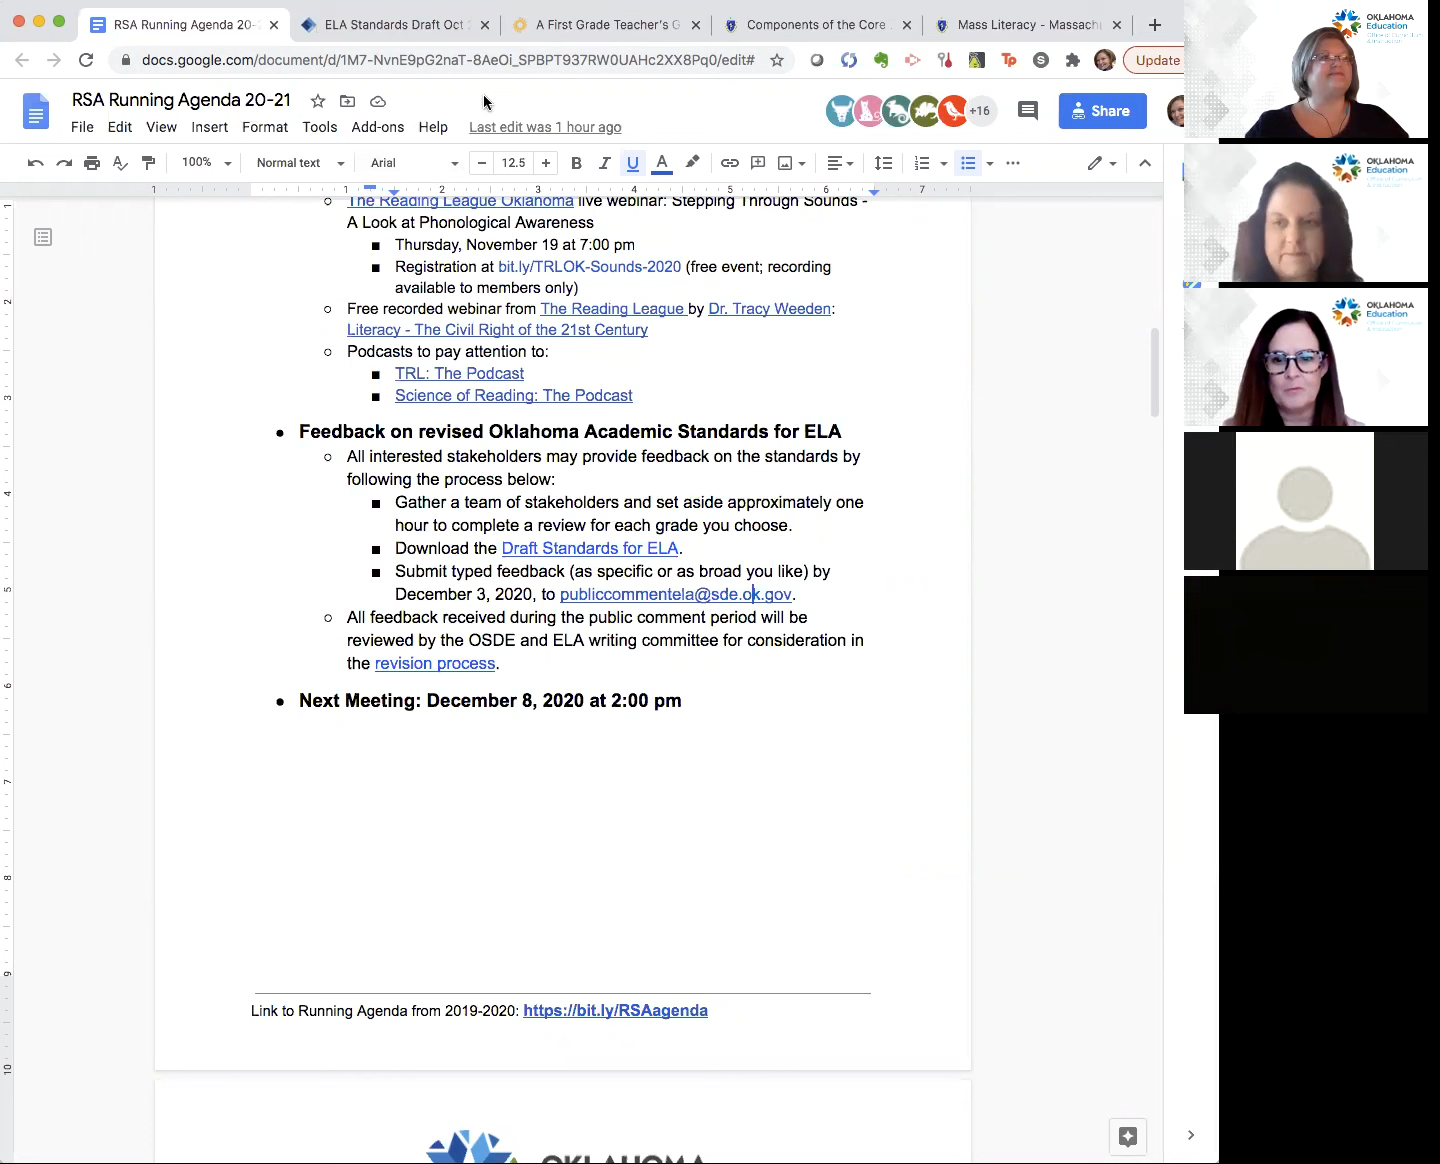 RSA Running Agenda 20-
ELA Standards Draft Oct
A First Grade Teacher's G
Components of the Core
Mass Literacy - Massach
docs.google.com/document/d/1M7-NvnE9pG2naT-8AeOi_SPBPT937RW0UAHc2XX8Pq0/edit#
Update
RSA Running Agenda 20-21
File Edit View Insert Format Tools Add-ons Help Last edit was 1 hour ago
+16
Share
100% Normal text Arial 12.5
The Reading League Oklahoma live webinar: Stepping Through Sounds -
A Look at Phonological Awareness
Thursday, November 19 at 7:00 pm
Registration at bit.ly/TRLOK-Sounds-2020 (free event; recording
available to members only)
Free recorded webinar from The Reading League by Dr. Tracy Weeden:
Literacy - The Civil Right of the 21st Century
Podcasts to pay attention to:
TRL: The Podcast
Science of Reading: The Podcast
Feedback on revised Oklahoma Academic Standards for ELA
All interested stakeholders may provide feedback on the standards by
following the process below:
Gather a team of stakeholders and set aside approximately one
hour to complete a review for each grade you choose.
Download the Draft Standards for ELA.
Submit typed feedback (as specific or as broad you like) by
December 3, 2020, to publiccommentela@sde.ok.gov.
All feedback received during the public comment period will be
reviewed by the OSDE and ELA writing committee for consideration in
the revision process.
Next Meeting: December 8, 2020 at 2:00 pm
Link to Running Agenda from 2019-2020: https://bit.ly/RSAagenda
OKLAHOMA
OKLAHOMA
Education
OKLAHOMA
Education
OKLAHOMA
Education